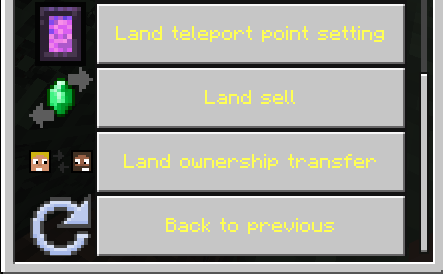 Land teleport point setting
Land sell
Land ownership transfer
Back to previous